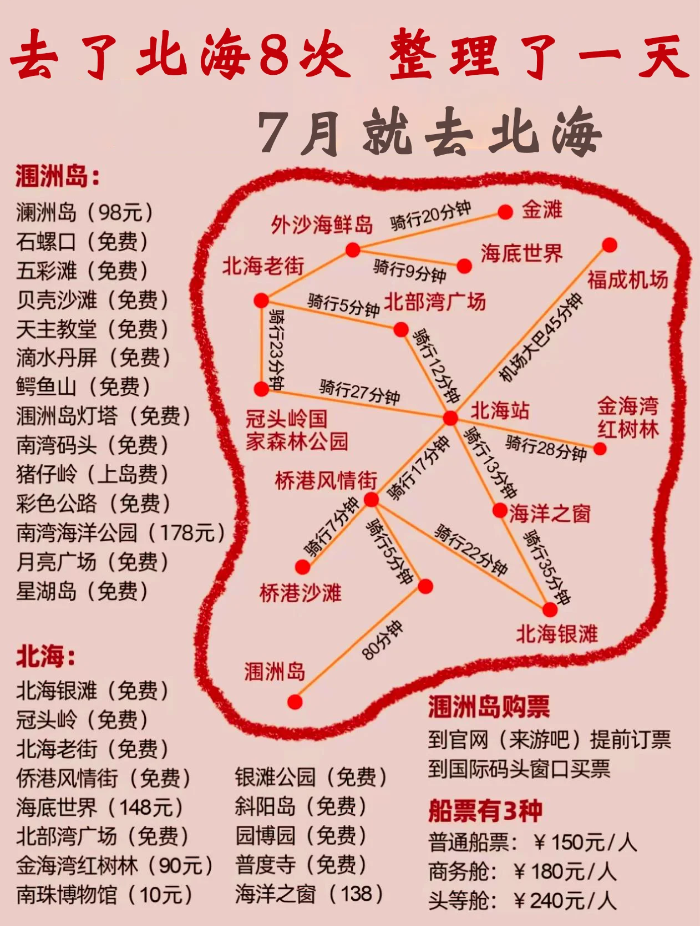 去了北海8次 整理了一天
7月就去北海
涠洲岛：
澜洲岛（98元）
石螺口（免费）
五彩滩（免费）
贝壳沙滩（免费）
天主教堂（免费）
滴水丹屏（免费）
鳄鱼山（免费）
涠洲岛灯塔（免费）
南湾码头（免费）
猪仔岭（上岛费）
彩色公路（免费）
南湾海洋公园（178元）
月亮广场（免费）
星湖岛（免费）
金滩
骑行20分钟
外沙海鲜岛
海底世界
骑行9分钟
北海老街
福成机场
骑行5分钟
北部湾广场
机场大巴45分钟
骑行23分钟
骑行12分钟
骑行27分钟
冠头岭国
家森林公园
北海站
金海湾
红树林
骑行28分钟
骑行17分钟
骑行13分钟
桥港风情街
海洋之窗
骑行7分钟
骑行5分钟
骑行22分钟
骑行35分钟
桥港沙滩
北海银滩
80分钟
涠洲岛
北海：
北海银滩（免费）
冠头岭（免费）
北海老街（免费）
侨港风情街（免费）
海底世界（148元）
北部湾广场（免费）
金海湾红树林（90元）
南珠博物馆（10元）
银滩公园（免费）
斜阳岛（免费）
园博园（免费）
普度寺（免费）
海洋之窗（138）
涠洲岛购票
到官网（来游吧）提前订票
到国际码头窗口买票
船票有3种
普通船票：￥150元/人
商务舱：￥180元/人
头等舱：￥240元/人